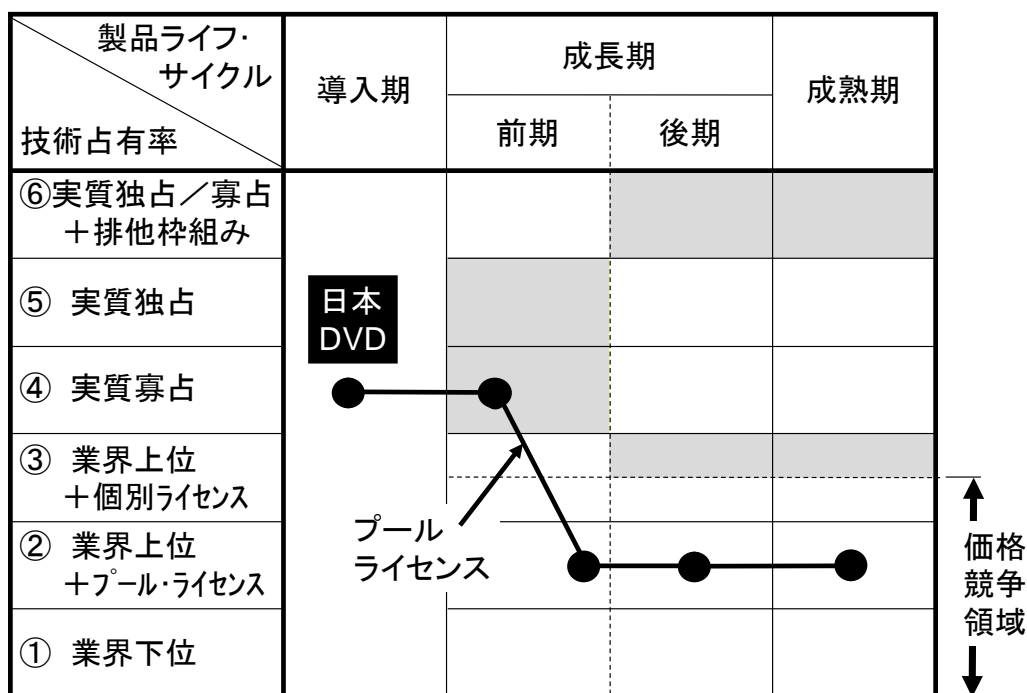 製品ライフ・
サイクル
技術占有率
導入期
成長期
前期
後期
成熟期
⑥実質独占／寡占
＋排他枠組み
⑤ 実質独占
④ 実質寡占
③ 業界上位
＋個別ライセンス
② 業界上位
＋プール・ライセンス
① 業界下位
日本
DVD
プール
ライセンス
価格
競争
領域